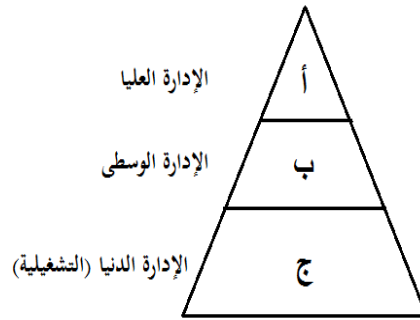 الإدارة العليا
أ
الإدارة الوسطى
ب
الإدارة الدنيا (التشغيلية)
ج